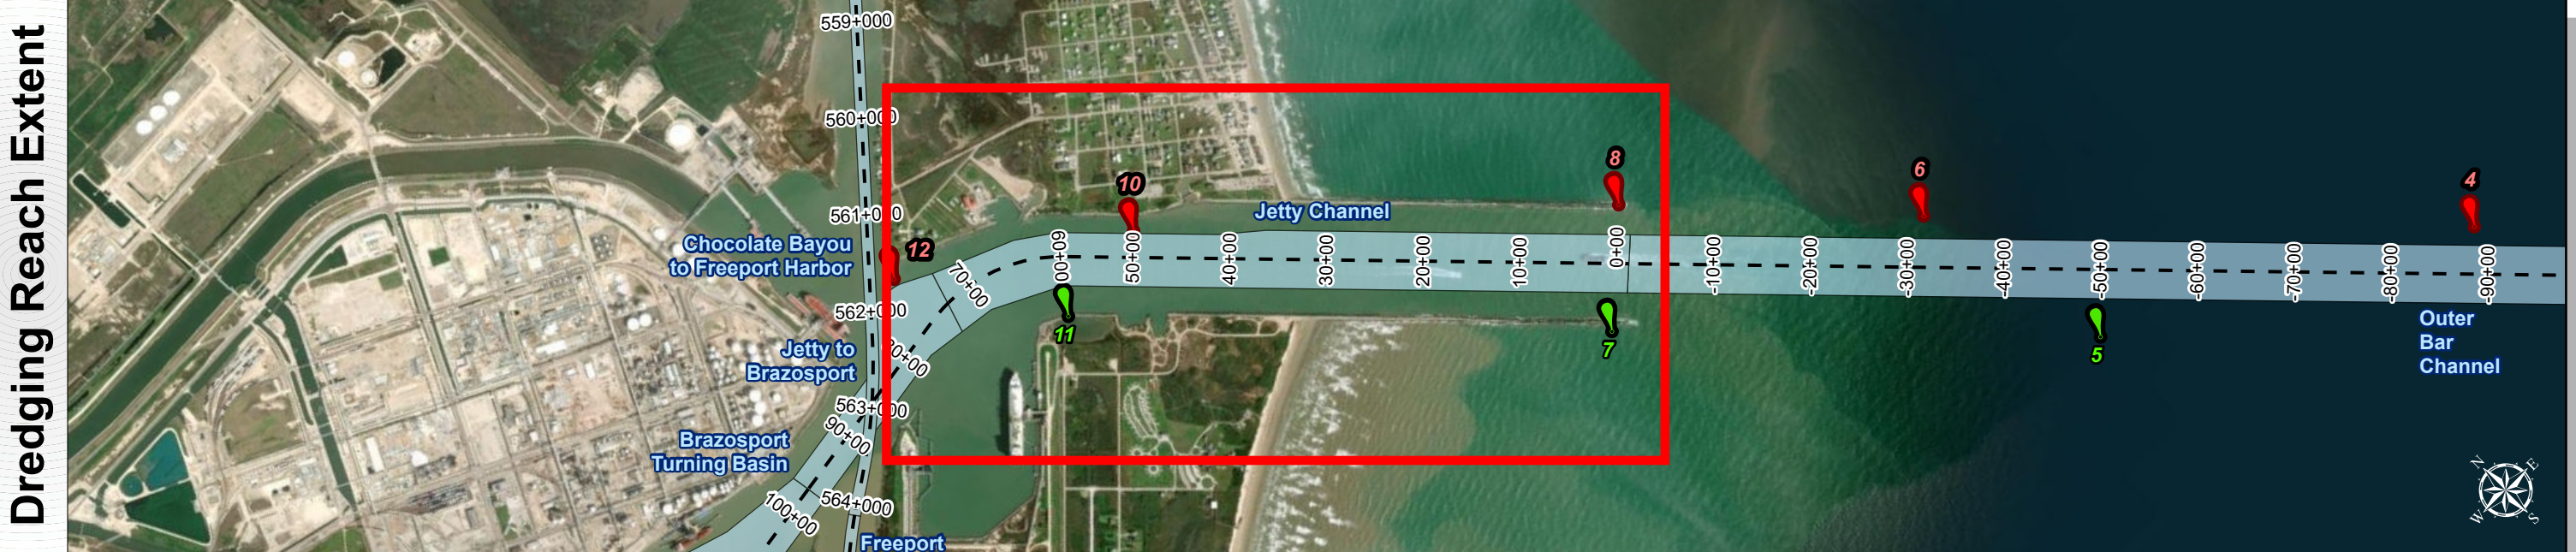 Dredging Reach Extent
559+000
560+000
561+000
562+000
563+000
564+000
Chocolate Bayou
to Freeport Harbor
Jetty to
Brazosport
Brazosport
Turning Basin
Freeport
Jetty Channel
12
10
8
6
4
11
7
5
100+00
90+00
70+00
60+00
50+00
40+00
30+00
20+00
10+00
0+00
-10+00
-20+00
-30+00
-40+00
-50+00
-60+00
-70+00
-80+00
-90+00
Outer
Bar
Channel
N
E
W
S